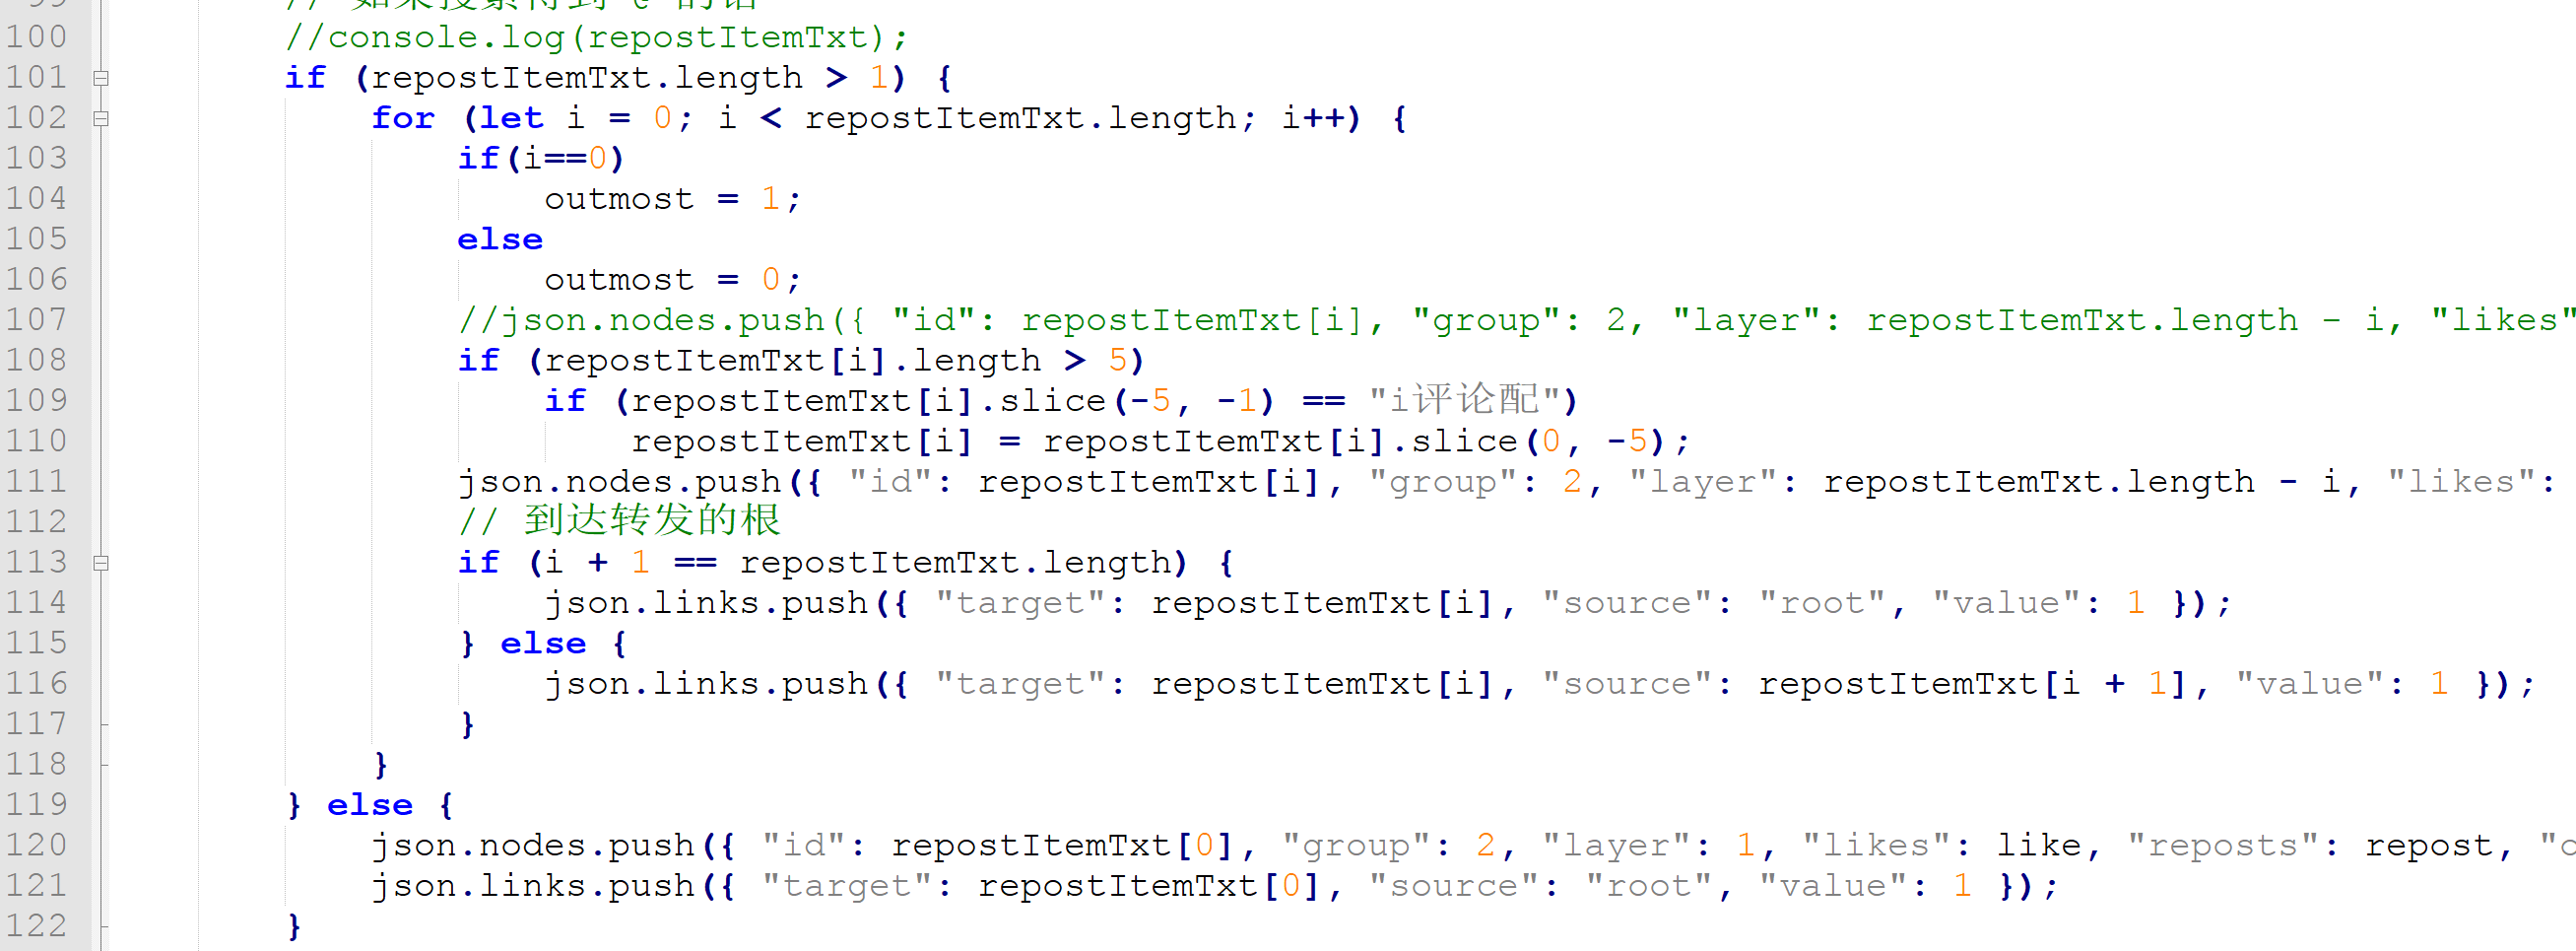 100 //console.log(repostItemTxt);
101 if (repostItemTxt.length > 1) {
102 for (let i = 0; i < repostItemTxt.length; i++) {
103 if(i==0)
104 outmost = 1;
105 else
106 outmost = 0;
107 //json.nodes.push({ "id": repostItemTxt[i], "group": 2, "layer": repostItemTxt.length - i, "likes"
108 if (repostItemTxt[i].length > 5)
109 if (repostItemTxt[i].slice(-5, -1) == "i评论配")
110 repostItemTxt[i] = repostItemTxt[i].slice(0, -5);
111 json.nodes.push({ "id": repostItemTxt[i], "group": 2, "layer": repostItemTxt.length - i, "likes":
112 // 到达转发的根
113 if (i + 1 == repostItemTxt.length) {
114 json.links.push({ "target": repostItemTxt[i], "source": "root", "value": 1 });
115 } else {
116 json.links.push({ "target": repostItemTxt[i], "source": repostItemTxt[i + 1], "value": 1 });
117 }
118 }
119 } else {
120 json.nodes.push({ "id": repostItemTxt[0], "group": 2, "layer": 1, "likes": like, "reposts": repost,
121 json.links.push({ "target": repostItemTxt[0], "source": "root", "value": 1 });
122 }